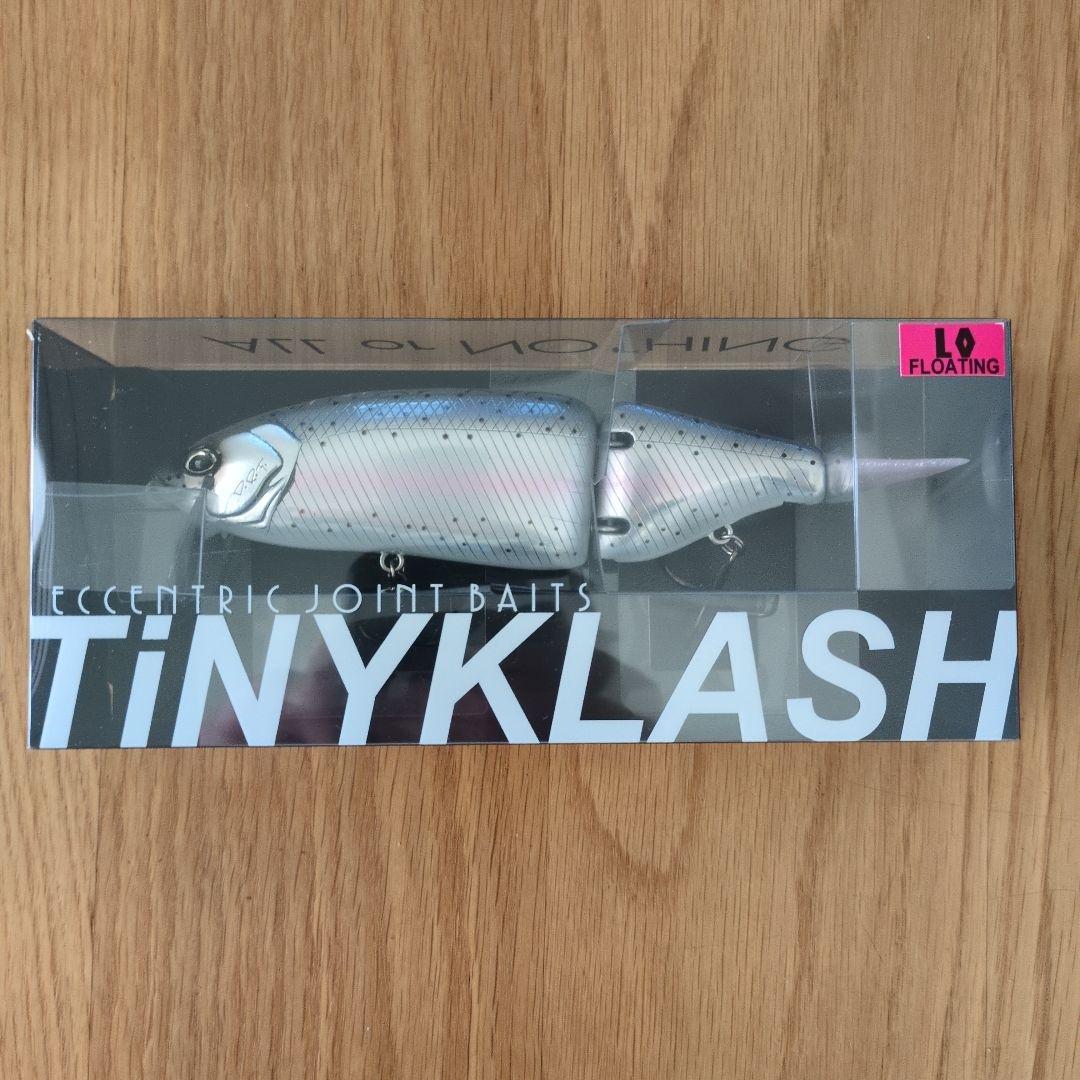 ALL or NOTHING
LO
FLOATING
D.R.T.
ECCENTRIC JOINT BAITS
TiNYKLASH